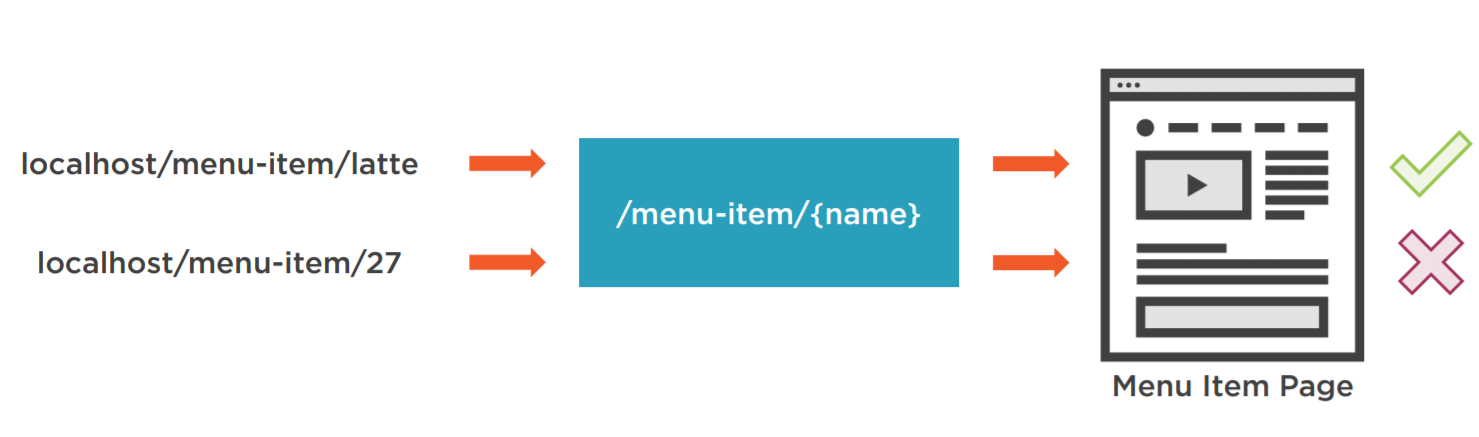 localhost/menu-item/latte
localhost/menu-item/27
/menu-item/{name}
Menu Item Page